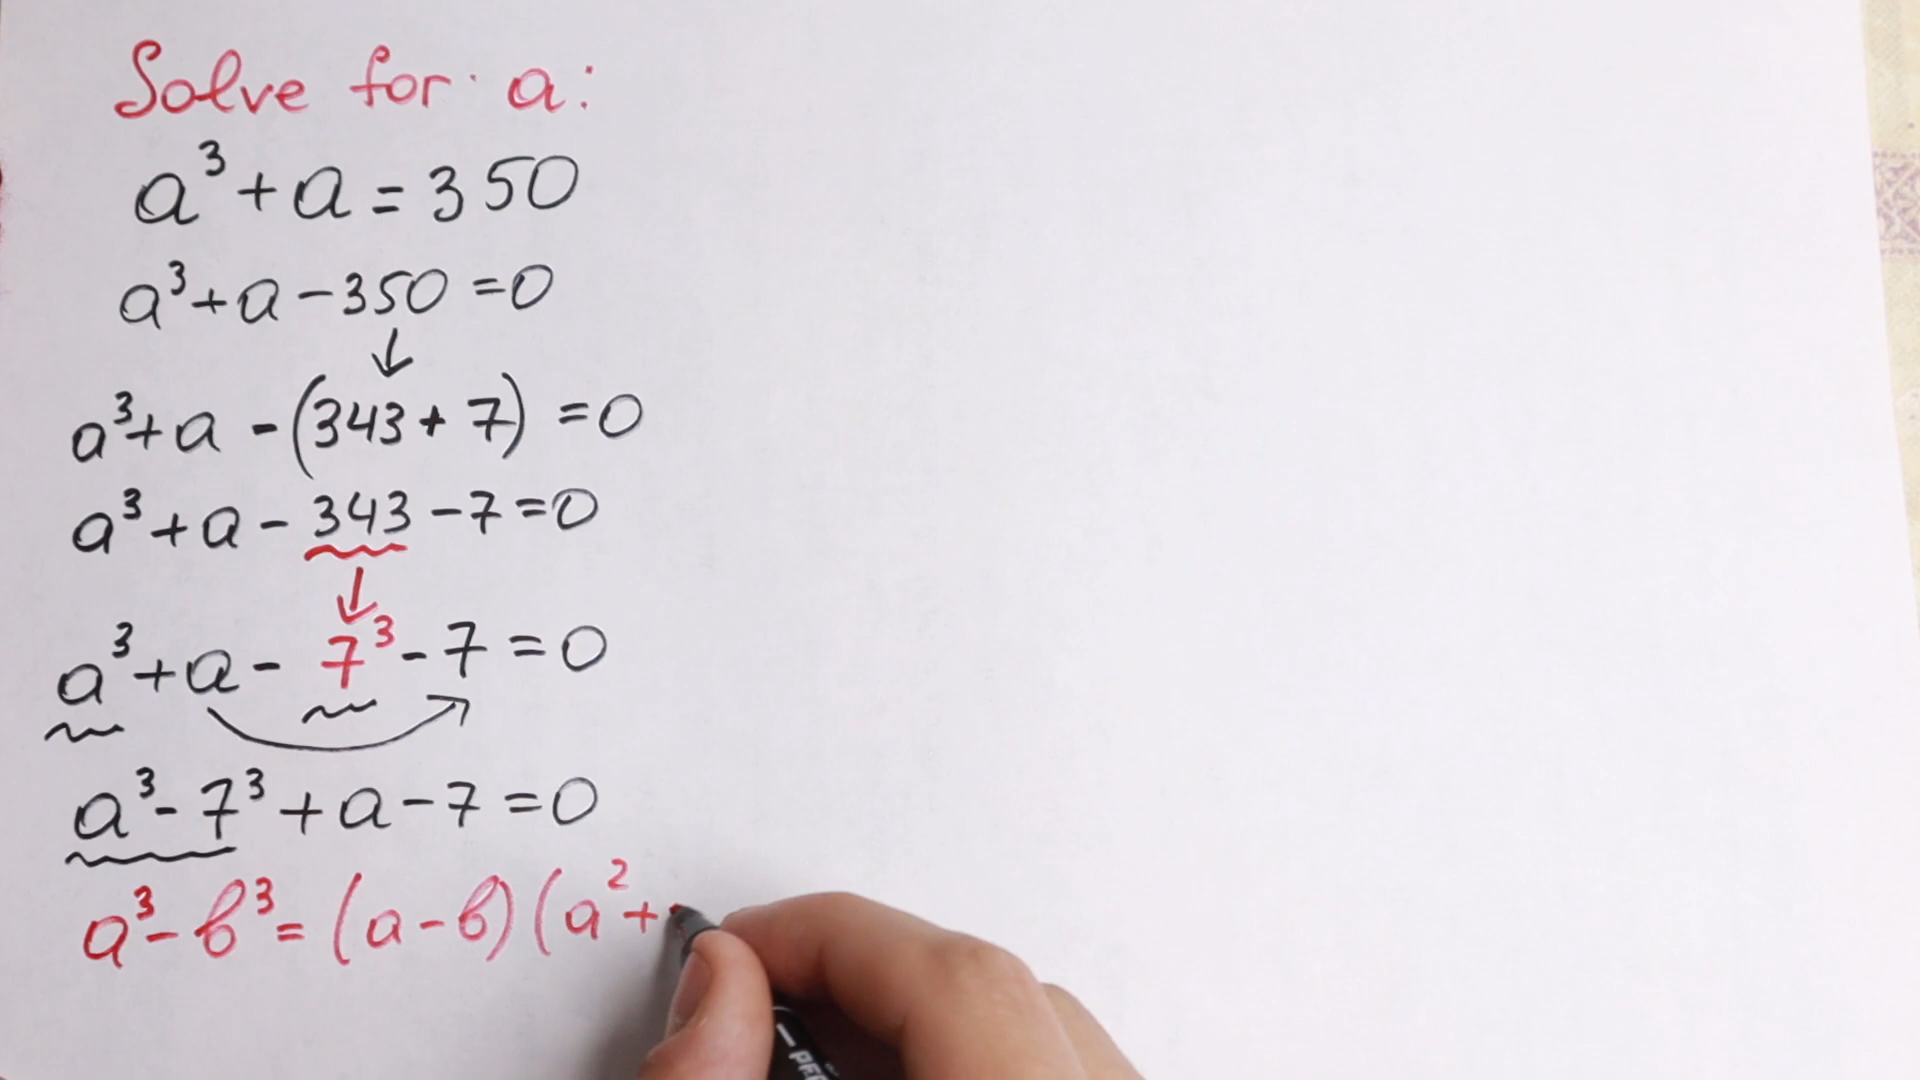 Solve for a:
a³+a=350
a³+a-350=0
↓
a³+a-(343+7)=0
a³+a-343-7=0
↓
a³+a-7³-7=0
a³-7³+a-7=0
a³-b³=(a-b)(a²+